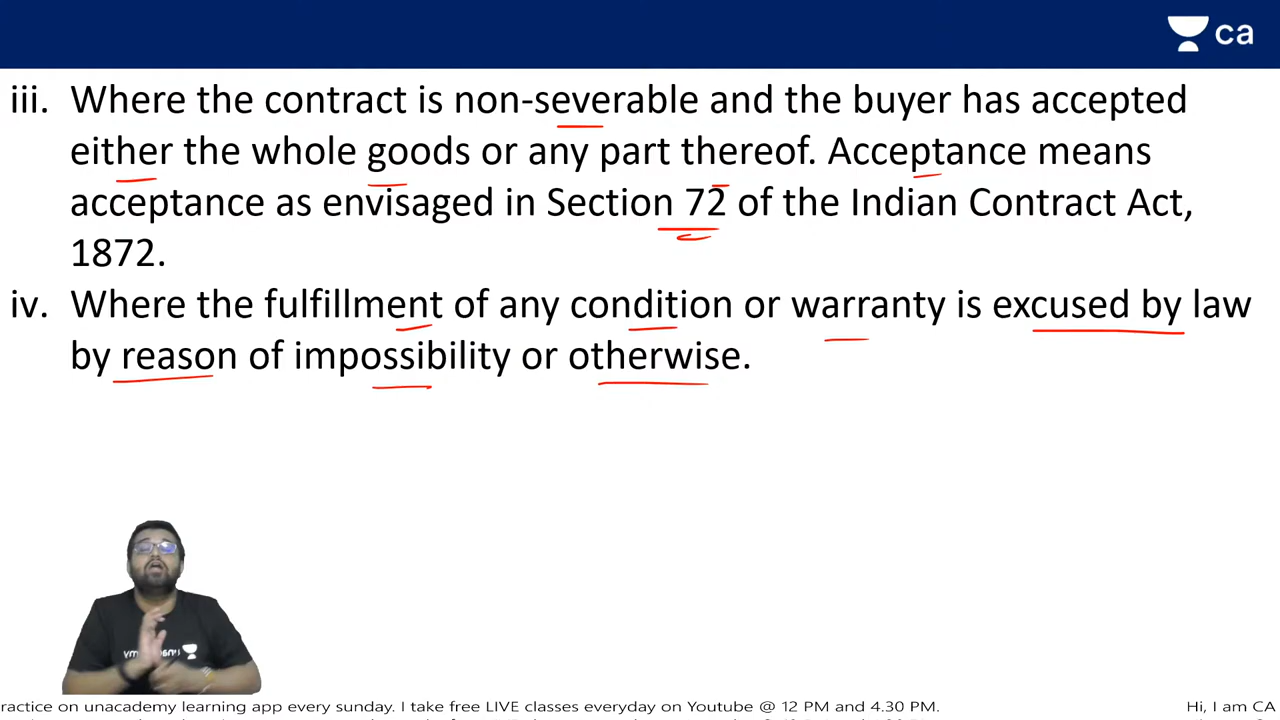 ca
iii. Where the contract is non-severable and the buyer has accepted
either the whole goods or any part thereof. Acceptance means
acceptance as envisaged in Section 72 of the Indian Contract Act,
1872.
iv. Where the fulfillment of any condition or warranty is excused by law
by reason of impossibility or otherwise.
ractice on unacademy learning app every sunday. I take free LIVE classes everyday on Youtube @ 12 PM and 4.30 PM. Hi, I am CA